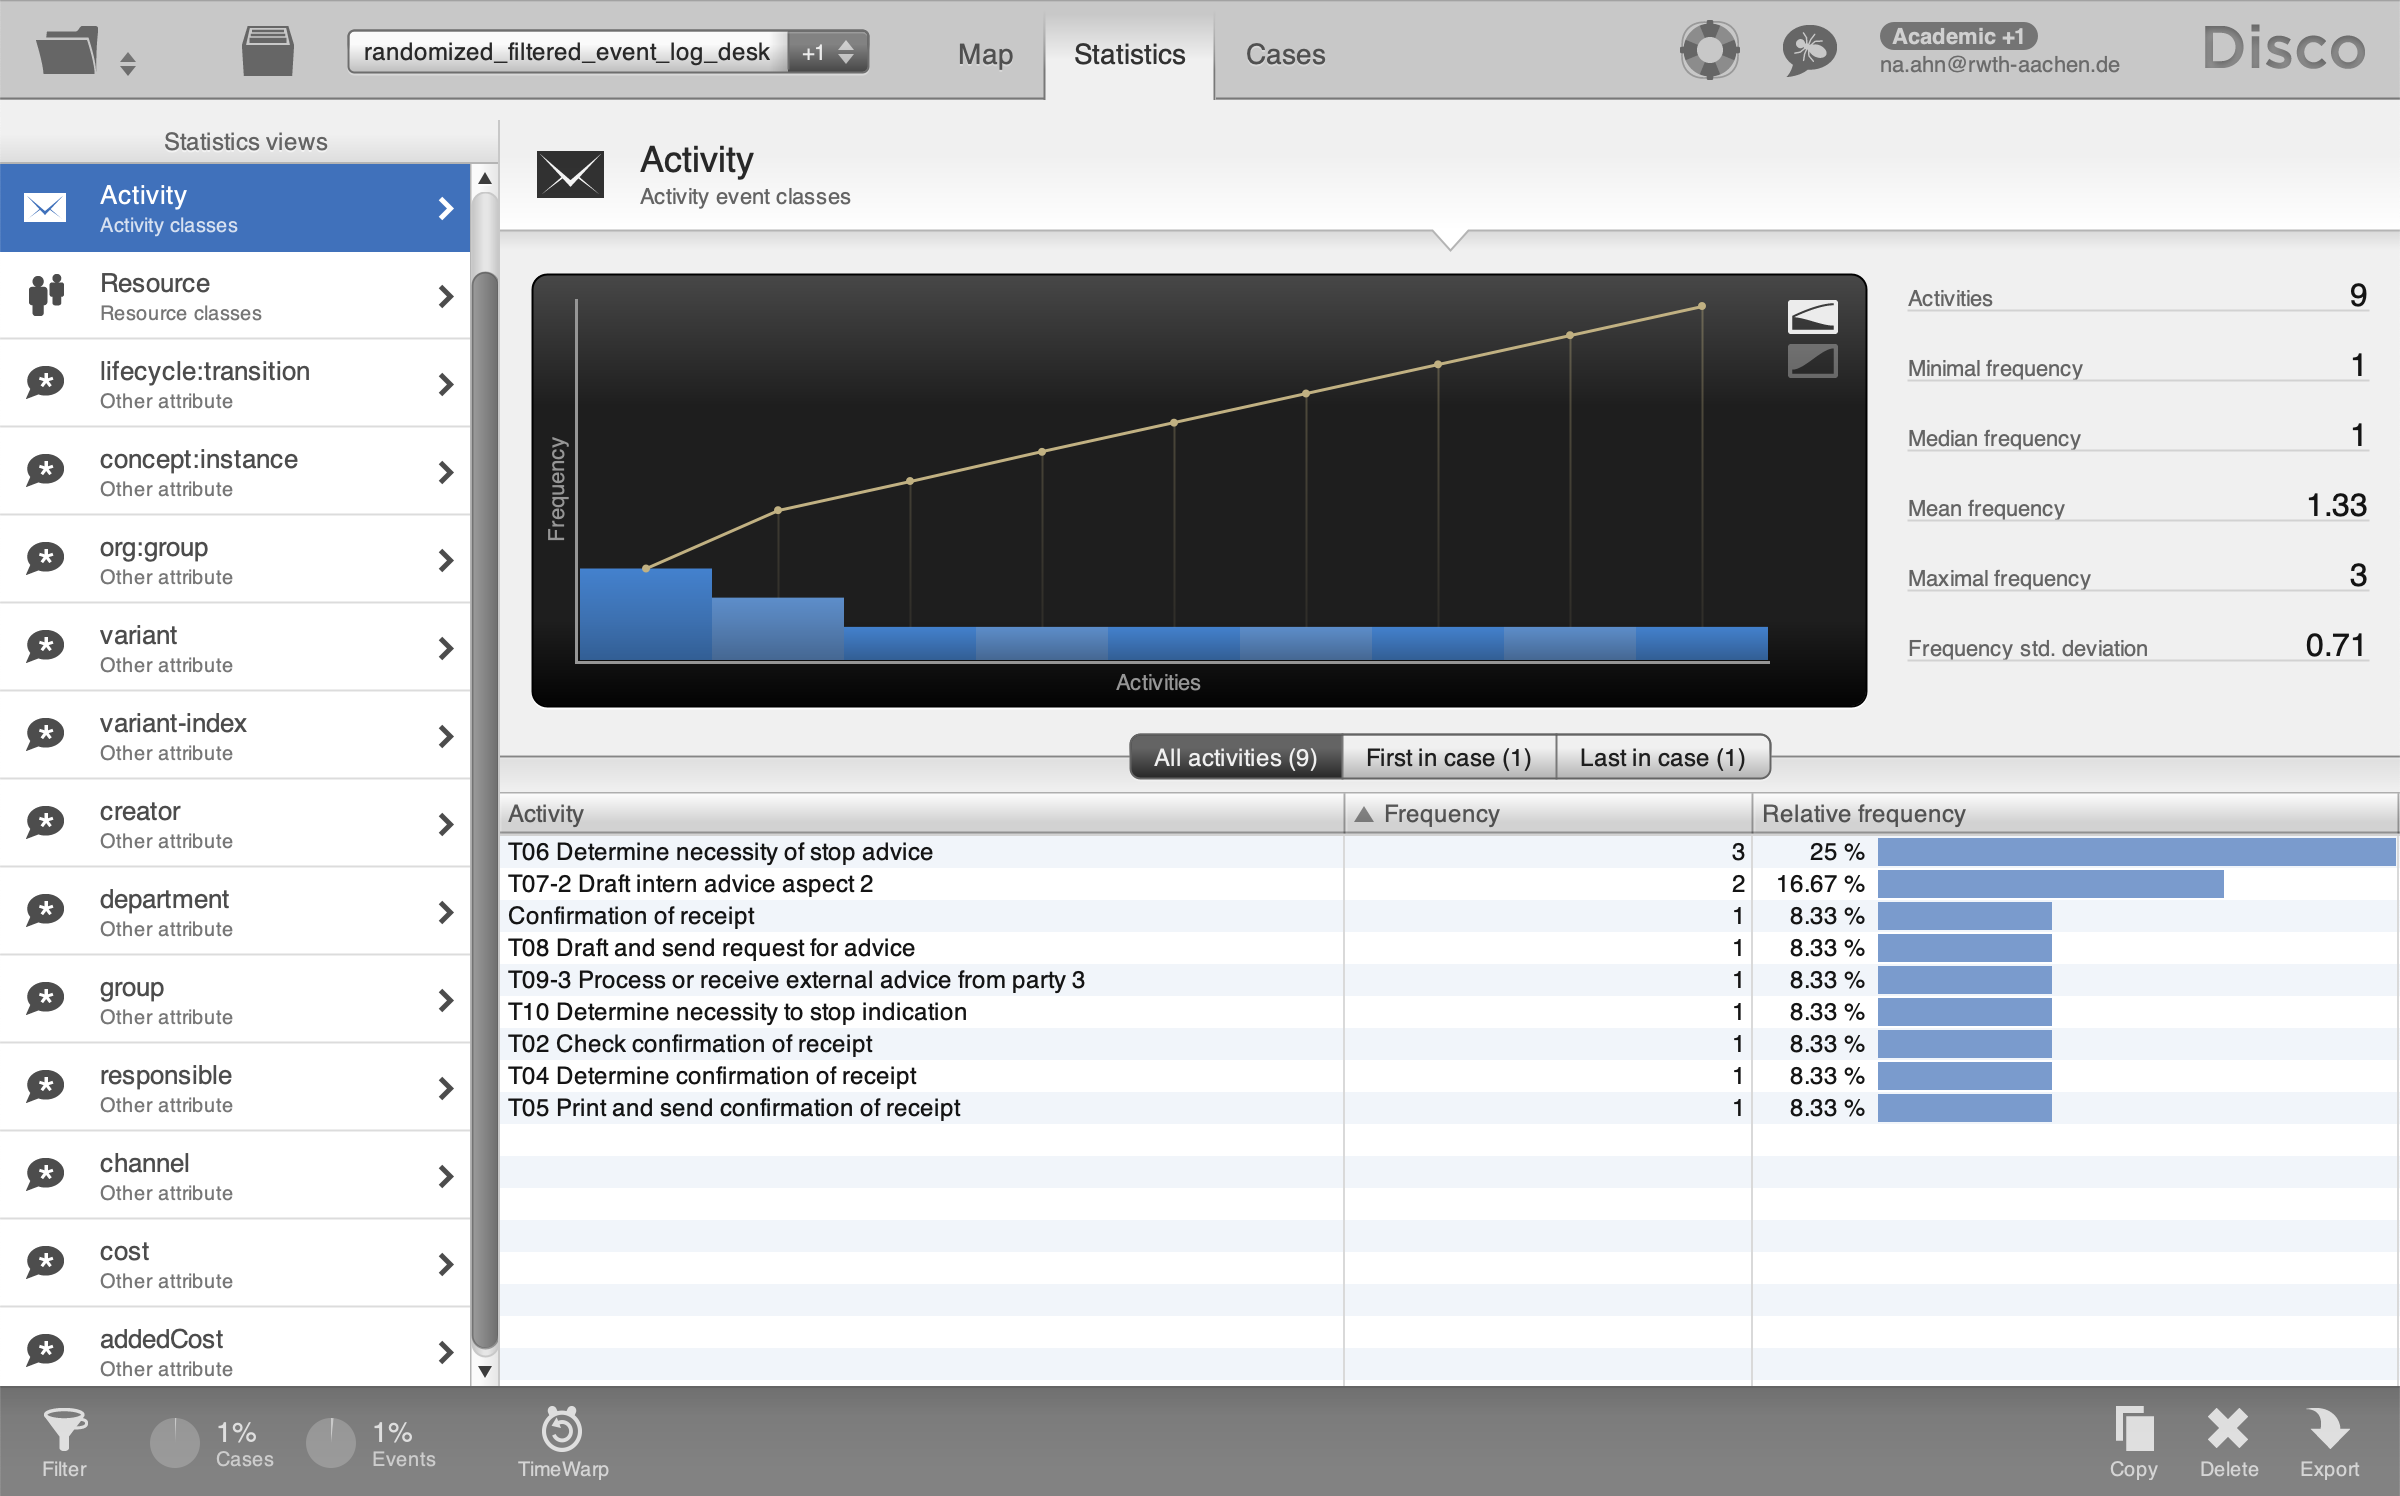 randomized_filtered_event_log_desk +1
Map
Statistics
Cases
Academic +1
na.ahn@rwth-aachen.de
Disco
Statistics views
Activity
Activity classes
Resource
Resource classes
lifecycle:transition
Other attribute
concept:instance
Other attribute
org:group
Other attribute
variant
Other attribute
variant-index
Other attribute
creator
Other attribute
department
Other attribute
group
Other attribute
responsible
Other attribute
channel
Other attribute
cost
Other attribute
addedCost
Other attribute
Activity
Activity event classes
Frequency
Activities
Activities 9
Minimal frequency 1
Median frequency 1
Mean frequency 1.33
Maximal frequency 3
Frequency std. deviation 0.71
All activities (9) First in case (1) Last in case (1)
Activity Frequency Relative frequency
T06 Determine necessity of stop advice 3 25 %
T07-2 Draft intern advice aspect 2 2 16.67 %
Confirmation of receipt 1 8.33 %
T08 Draft and send request for advice 1 8.33 %
T09-3 Process or receive external advice from party 3 1 8.33 %
T10 Determine necessity to stop indication 1 8.33 %
T02 Check confirmation of receipt 1 8.33 %
T04 Determine confirmation of receipt 1 8.33 %
T05 Print and send confirmation of receipt 1 8.33 %
Filter
1%
Cases
1%
Events
TimeWarp
Copy
Delete
Export